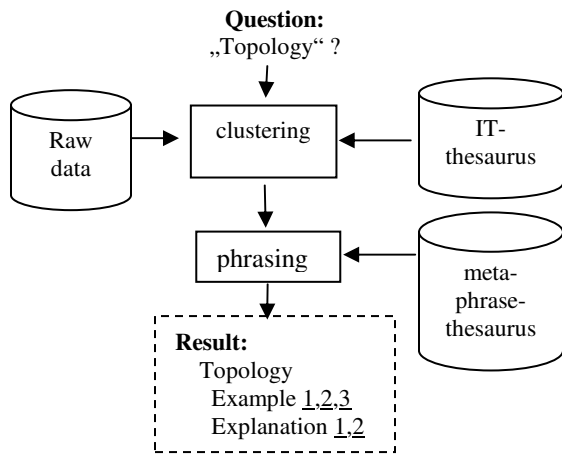 Question:
„Topology“ ?
clustering
Raw
data
IT-
thesaurus
phrasing
meta-
phrase-
thesaurus
Result:
Topology
Example 1,2,3
Explanation 1,2